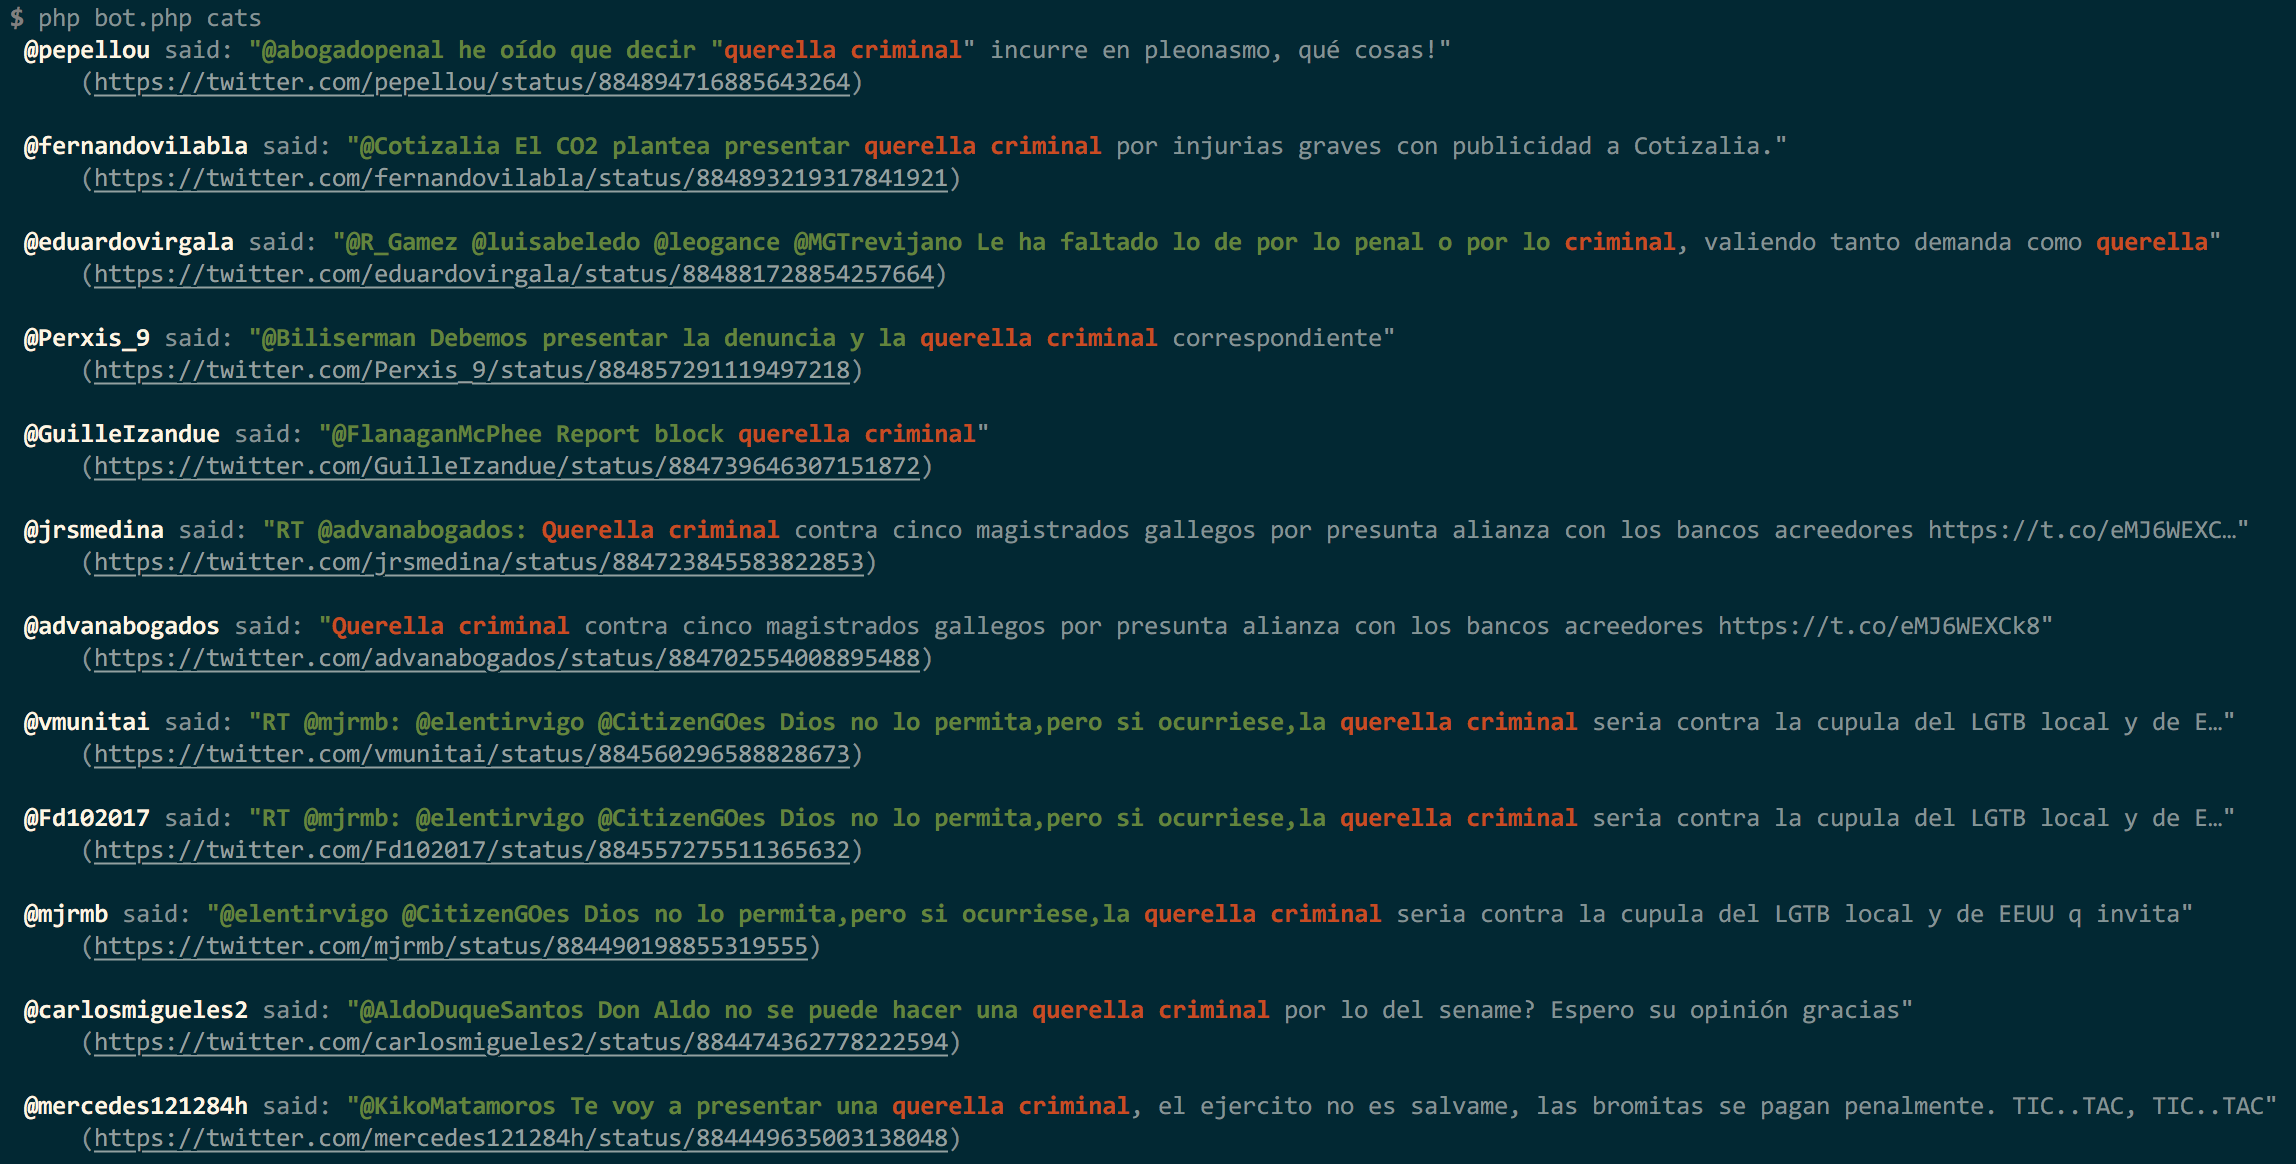 $ php bot.php cats
@pepellou said: "@abogadopenal he oído que decir "querella criminal" incurre en pleonasmo, qué cosas!"
(https://twitter.com/pepellou/status/884894716885643264)
@fernandovilabla said: "@Cotizalia El CO2 plantea presentar querella criminal por injurias graves con publicidad a Cotizalia."
(https://twitter.com/fernandovilabla/status/884893219317841921)
@eduardovirgala said: "@R_Gamez @luisabeledo @leogance @MGTrevijano Le ha faltado lo de por lo penal o por lo criminal, valiendo tanto demanda como querella"
(https://twitter.com/eduardovirgala/status/884881728854257664)
@Perxis_9 said: "@Biliserman Debemos presentar la denuncia y la querella criminal correspondiente"
(https://twitter.com/Perxis_9/status/884857291119497218)
@GuilleIzandue said: "@FlanaganMcPhee Report block querella criminal"
(https://twitter.com/GuilleIzandue/status/884739646307151872)
@jrsmedina said: "RT @advanabogados: Querella criminal contra cinco magistrados gallegos por presunta alianza con los bancos acreedores https://t.co/eMJ6WEXC…"
(https://twitter.com/jrsmedina/status/884723845583822853)
@advanabogados said: "Querella criminal contra cinco magistrados gallegos por presunta alianza con los bancos acreedores https://t.co/eMJ6WEXCk8"
(https://twitter.com/advanabogados/status/884702554008895488)
@vmunitai said: "RT @mjrmb: @elentirvigo @CitizenGOes Dios no lo permita,pero si ocurriese,la querella criminal seria contra la cupula del LGTB local y de E…"
(https://twitter.com/vmunitai/status/884560296588828673)
@Fd102017 said: "RT @mjrmb: @elentirvigo @CitizenGOes Dios no lo permita,pero si ocurriese,la querella criminal seria contra la cupula del LGTB local y de E…"
(https://twitter.com/Fd102017/status/884557275511365632)
@mjrmb said: "@elentirvigo @CitizenGOes Dios no lo permita,pero si ocurriese,la querella criminal seria contra la cupula del LGTB local y de EEUU q invita"
(https://twitter.com/mjrmb/status/884490198855319555)
@carlosmigueles2 said: "@AldoDuqueSantos Don Aldo no se puede hacer una querella criminal por lo del sename? Espero su opinión gracias"
(https://twitter.com/carlosmigueles2/status/884474362778222594)
@mercedes121284h said: "@KikoMatamoros Te voy a presentar una querella criminal, el ejercito no es salvame, las bromitas se pagan penalmente. TIC..TAC, TIC..TAC"
(https://twitter.com/mercedes121284h/status/884449635003138048)